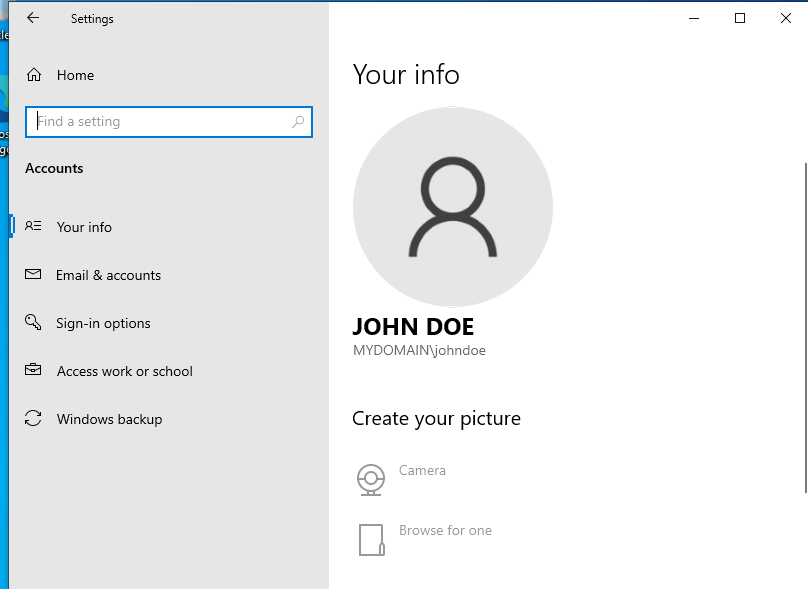 Settings
Home
Find a setting
Accounts
Your info
Email & accounts
Sign-in options
Access work or school
Windows backup
Your info
JOHN DOE
MYDOMAIN\johndoe
Create your picture
Camera
Browse for one